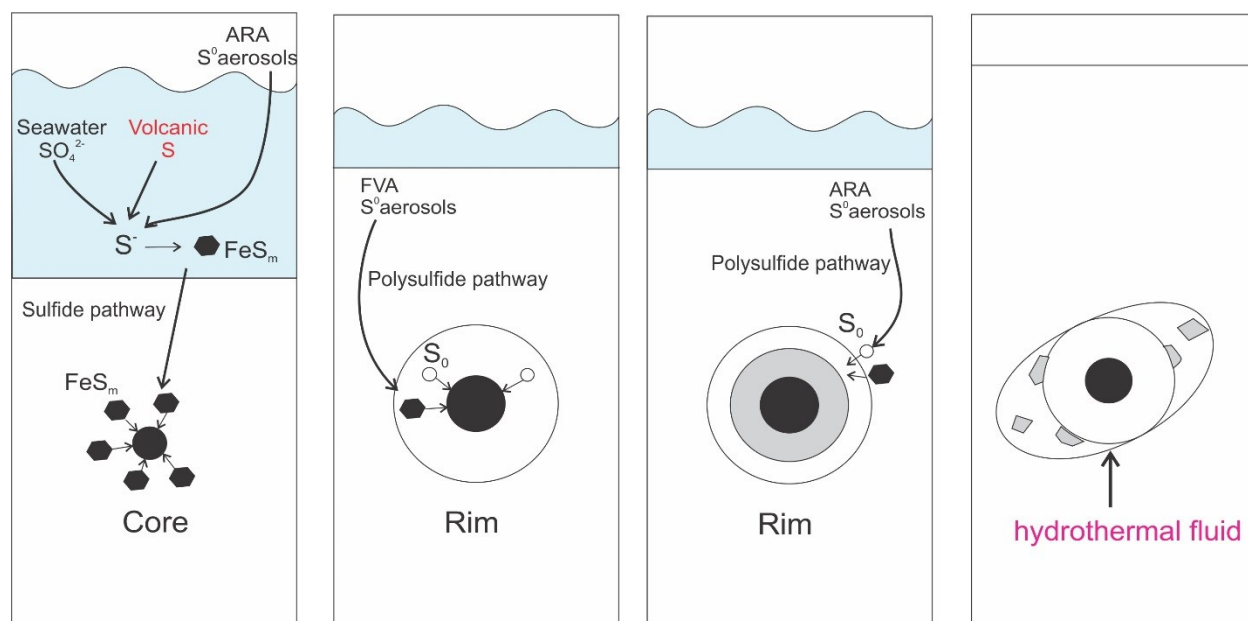 ARA
S⁰aerosols
Seawater
SO₄²⁻
Volcanic
S
S⁻
FeSₘ
Sulfide pathway
FeSₘ
Core
FVA
S⁰aerosols
Polysulfide pathway
S₀
Rim
ARA
S⁰aerosols
Polysulfide pathway
S₀
Rim
hydrothermal fluid